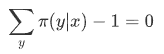 ∑_y π(y|x) − 1 = 0